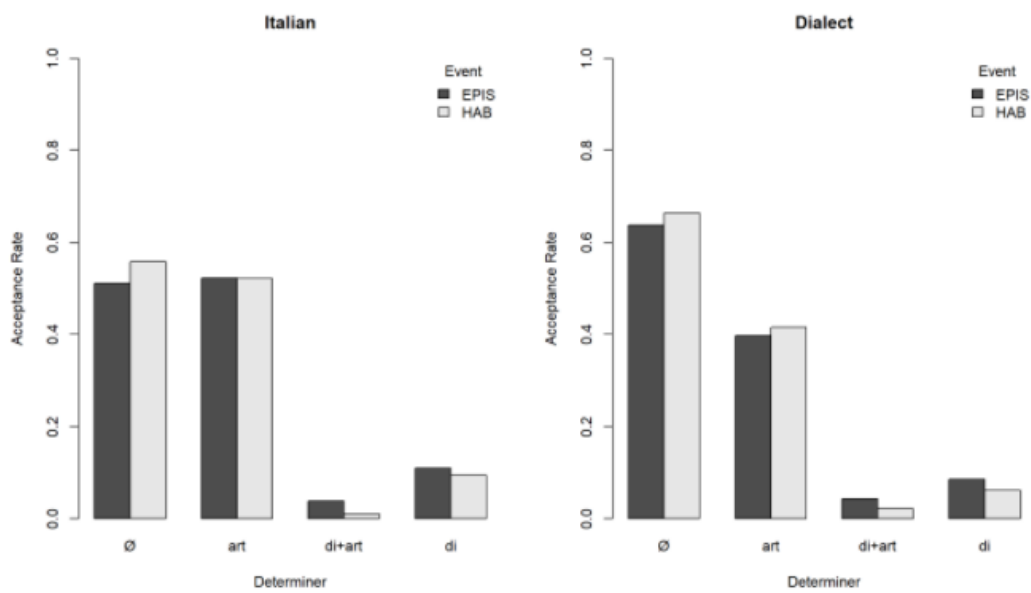 Italian
Event
EPIS
HAB
1.0
0.8
0.6
0.4
0.2
0.0
Acceptance Rate
Ø
art
di+art
di
Determiner
Dialect
Event
EPIS
HAB
1.0
0.8
0.6
0.4
0.2
0.0
Acceptance Rate
Ø
art
di+art
di
Determiner